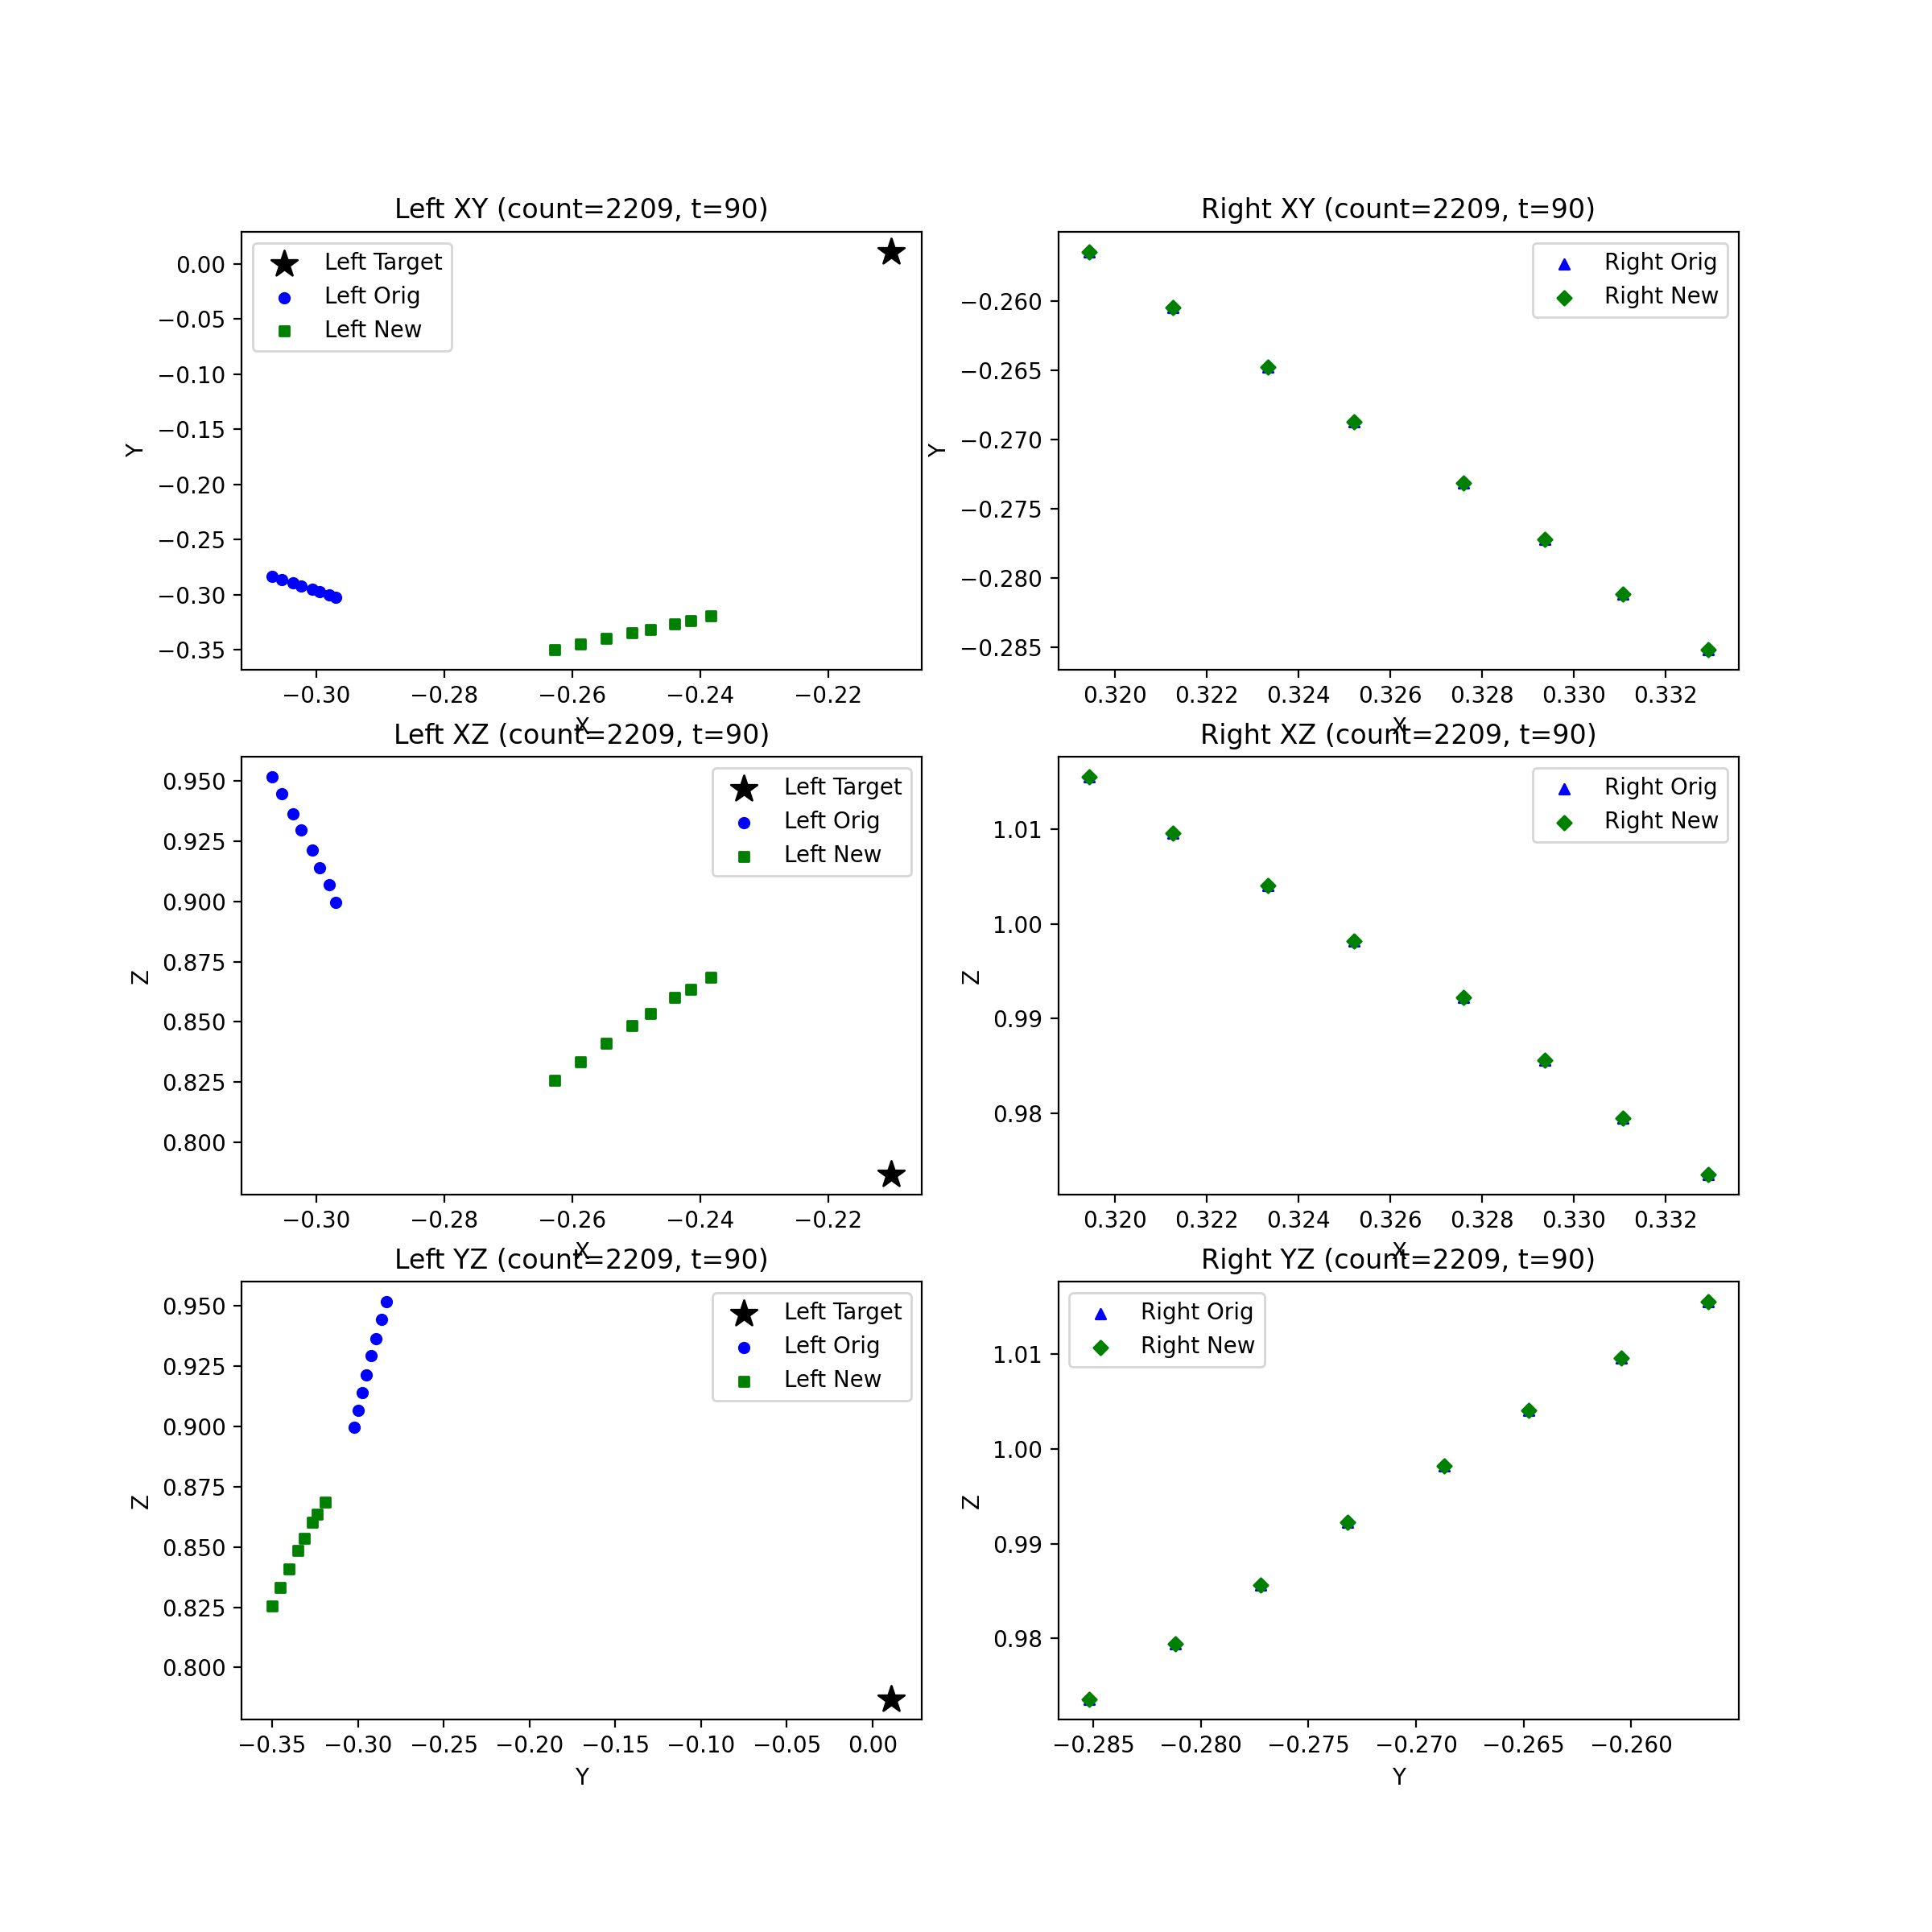 Left XY (count=2209, t=90)
Left Target
Left Orig
Left New
Y
0.00
−0.05
−0.10
−0.15
−0.20
−0.25
−0.30
−0.35
−0.30 −0.28 −0.26 −0.24 −0.22
X
Right XY (count=2209, t=90)
Right Orig
Right New
Y
−0.260
−0.265
−0.270
−0.275
−0.280
−0.285
0.320 0.322 0.324 0.326 0.328 0.330 0.332
X
Left XZ (count=2209, t=90)
Left Target
Left Orig
Left New
Z
0.950
0.925
0.900
0.875
0.850
0.825
0.800
−0.30 −0.28 −0.26 −0.24 −0.22
X
Right XZ (count=2209, t=90)
Right Orig
Right New
Z
1.01
1.00
0.99
0.98
0.320 0.322 0.324 0.326 0.328 0.330 0.332
X
Left YZ (count=2209, t=90)
Left Target
Left Orig
Left New
Z
0.950
0.925
0.900
0.875
0.850
0.825
0.800
−0.35 −0.30 −0.25 −0.20 −0.15 −0.10 −0.05 0.00
Y
Right YZ (count=2209, t=90)
Right Orig
Right New
Z
1.01
1.00
0.99
0.98
−0.285 −0.280 −0.275 −0.270 −0.265 −0.260
Y